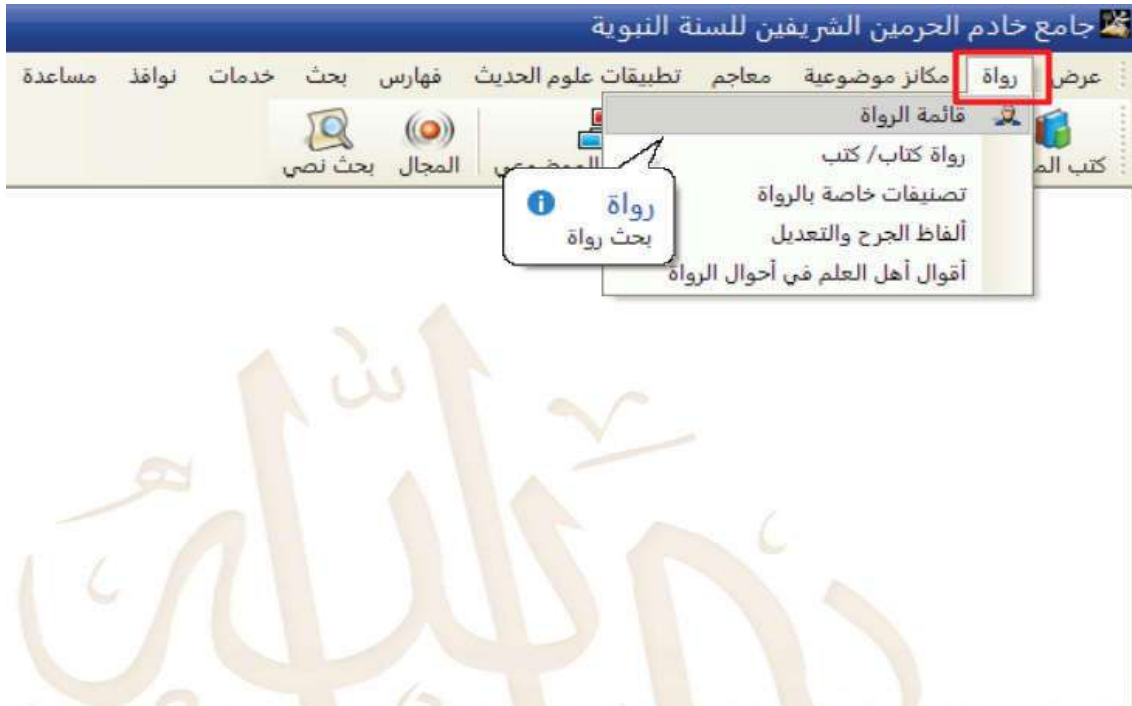 جامع خادم الحرمين الشريفين للسنة النبوية
عرض رواة مكانز موضوعية معاجم تطبيقات علوم الحديث فهارس بحث خدمات نوافذ مساعدة
كتب الم
المجال بحث نصي
قائمة الرواة
رواة كتاب/ كتب
تصنيفات خاصة بالرواة
ألفاظ الجرح والتعديل
أقوال أهل العلم في أحوال الرواة
رواة
بحث رواة